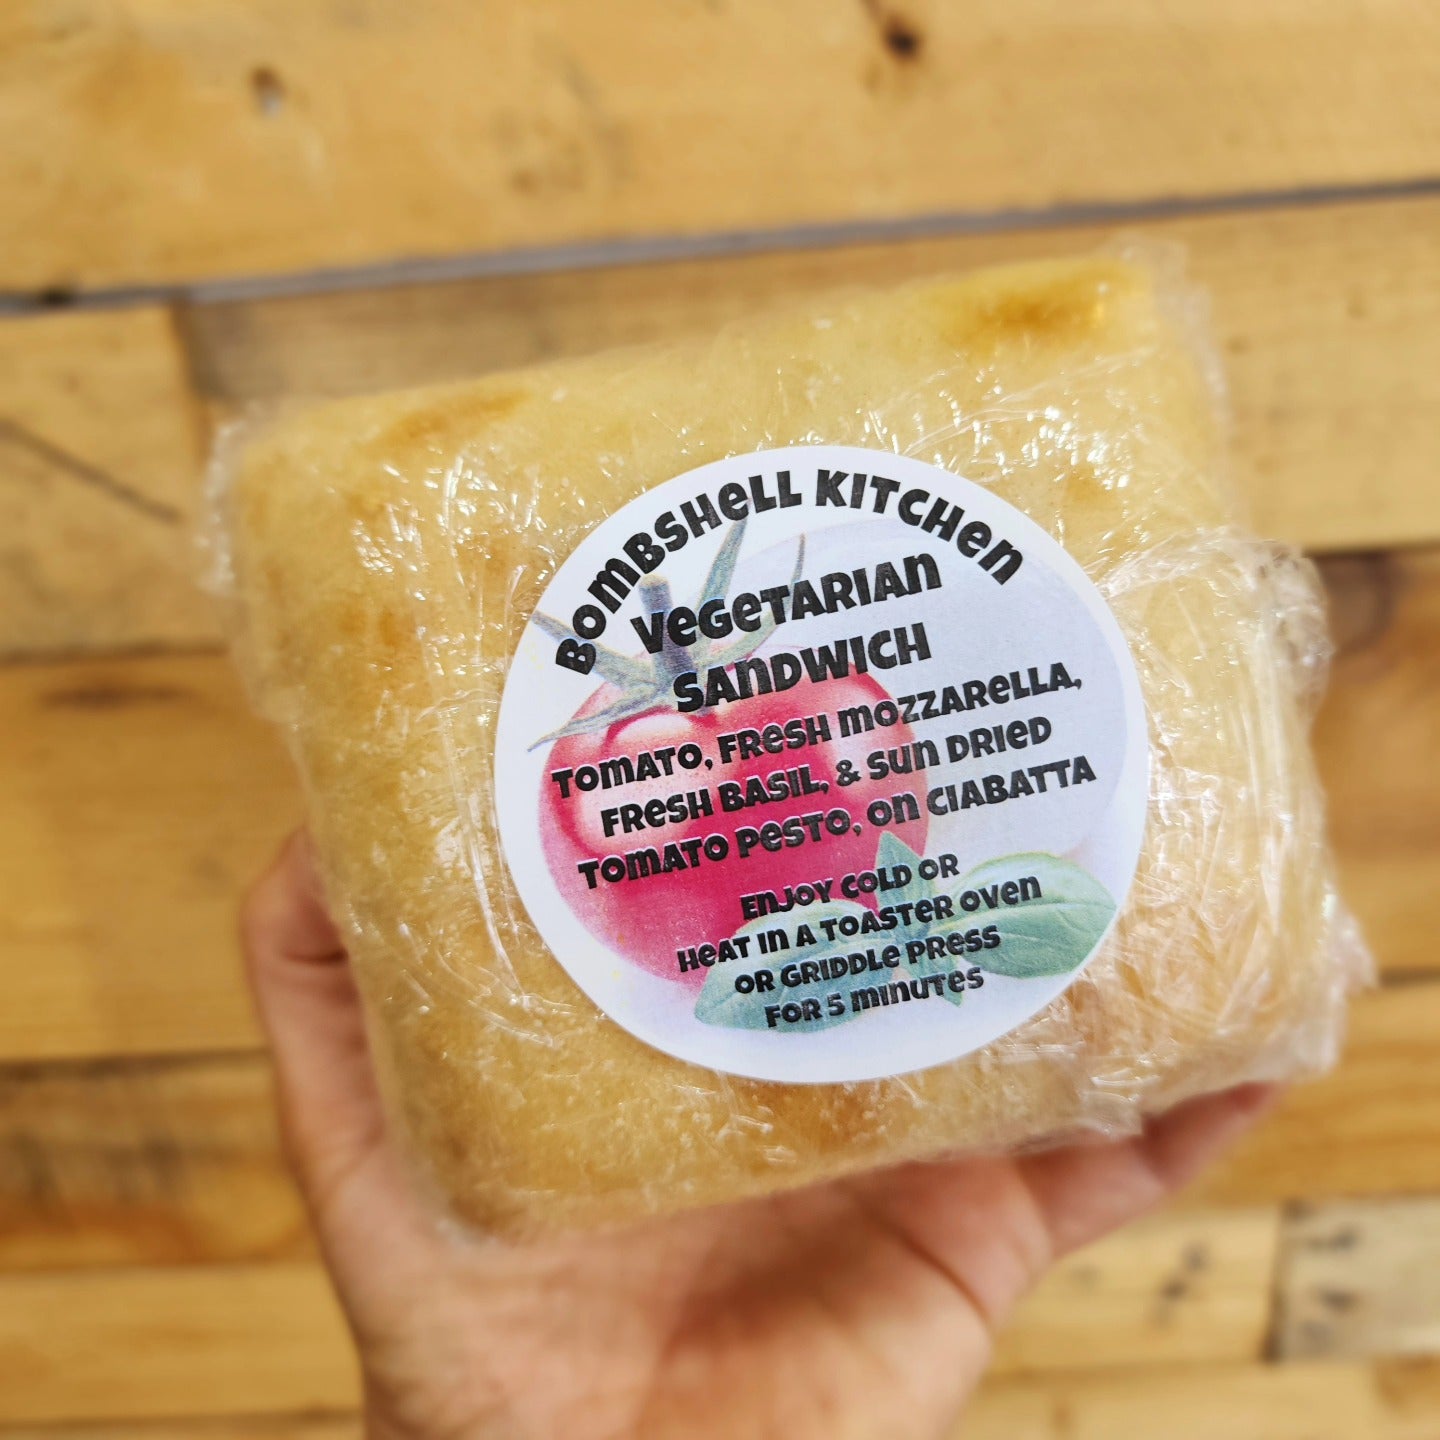 BOMBSHELL KITCHEN
VEGETARIAN
SANDWICH
TOMATO, FRESH MOZZARELLA,
FRESH BASIL, & SUN DRIED
TOMATO PESTO, ON CIABATTA
ENJOY COLD OR
HEAT IN A TOASTER OVEN
OR GRIDDLE PRESS
FOR 5 MINUTES